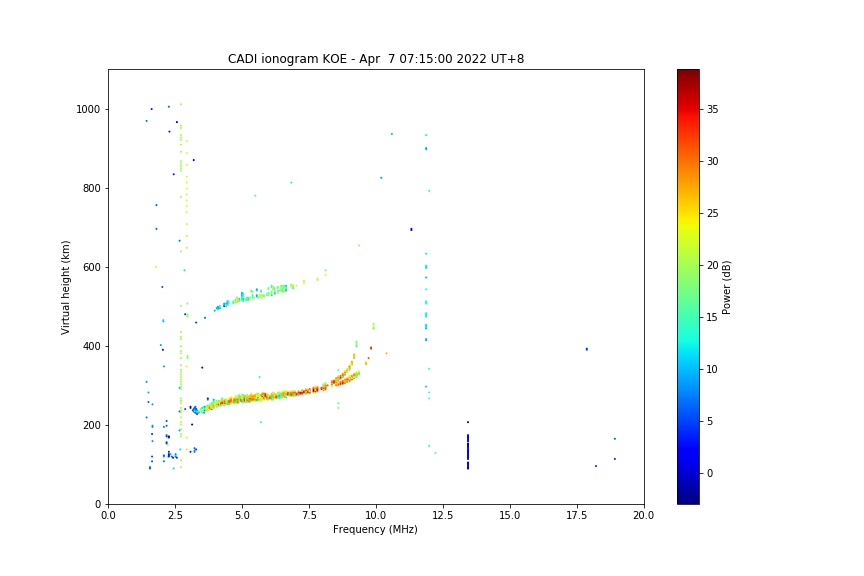 CADI ionogram KOE - Apr  7 07:15:00 2022 UT+8
1000
800
600
400
200
0
Virtual height (km)
0.0 2.5 5.0 7.5 10.0 12.5 15.0 17.5 20.0
Frequency (MHz)
35
30
25
20
15
10
5
0
Power (dB)